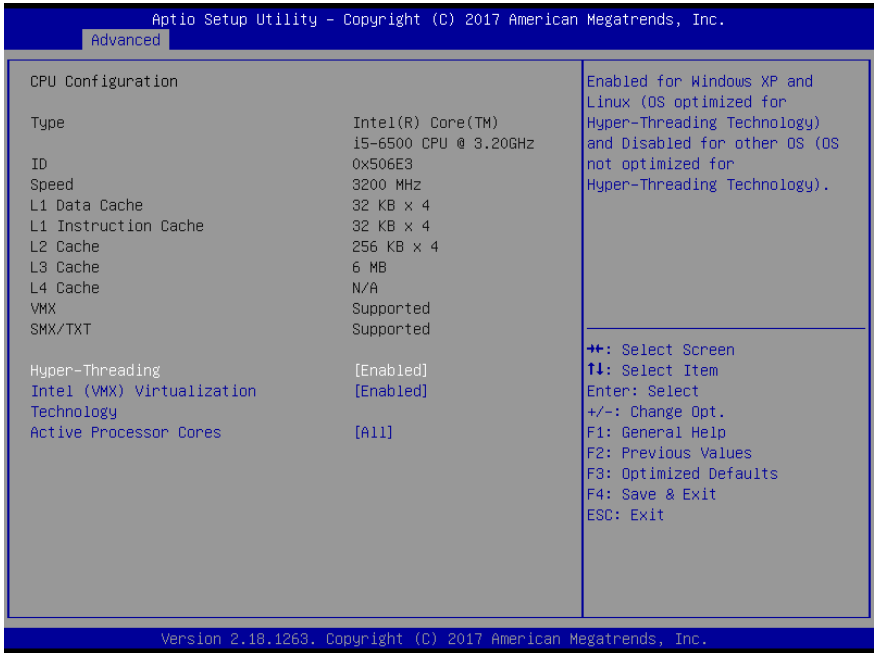 Aptio Setup Utility – Copyright (C) 2017 American Megatrends, Inc.
Advanced
CPU Configuration
Type Intel(R) Core(TM)
i5-6500 CPU @ 3.20GHz
ID 0x506E3
Speed 3200 MHz
L1 Data Cache 32 KB x 4
L1 Instruction Cache 32 KB x 4
L2 Cache 256 KB x 4
L3 Cache 6 MB
L4 Cache N/A
VMX Supported
SMX/TXT Supported
Hyper-Threading [Enabled]
Intel (VMX) Virtualization [Enabled]
Technology
Active Processor Cores [All]
Enabled for Windows XP and
Linux (OS optimized for
Hyper-Threading Technology)
and Disabled for other OS (OS
not optimized for
Hyper-Threading Technology).
→←: Select Screen
↑↓: Select Item
Enter: Select
+/-: Change Opt.
F1: General Help
F2: Previous Values
F3: Optimized Defaults
F4: Save & Exit
ESC: Exit
Version 2.18.1263. Copyright (C) 2017 American Megatrends, Inc.